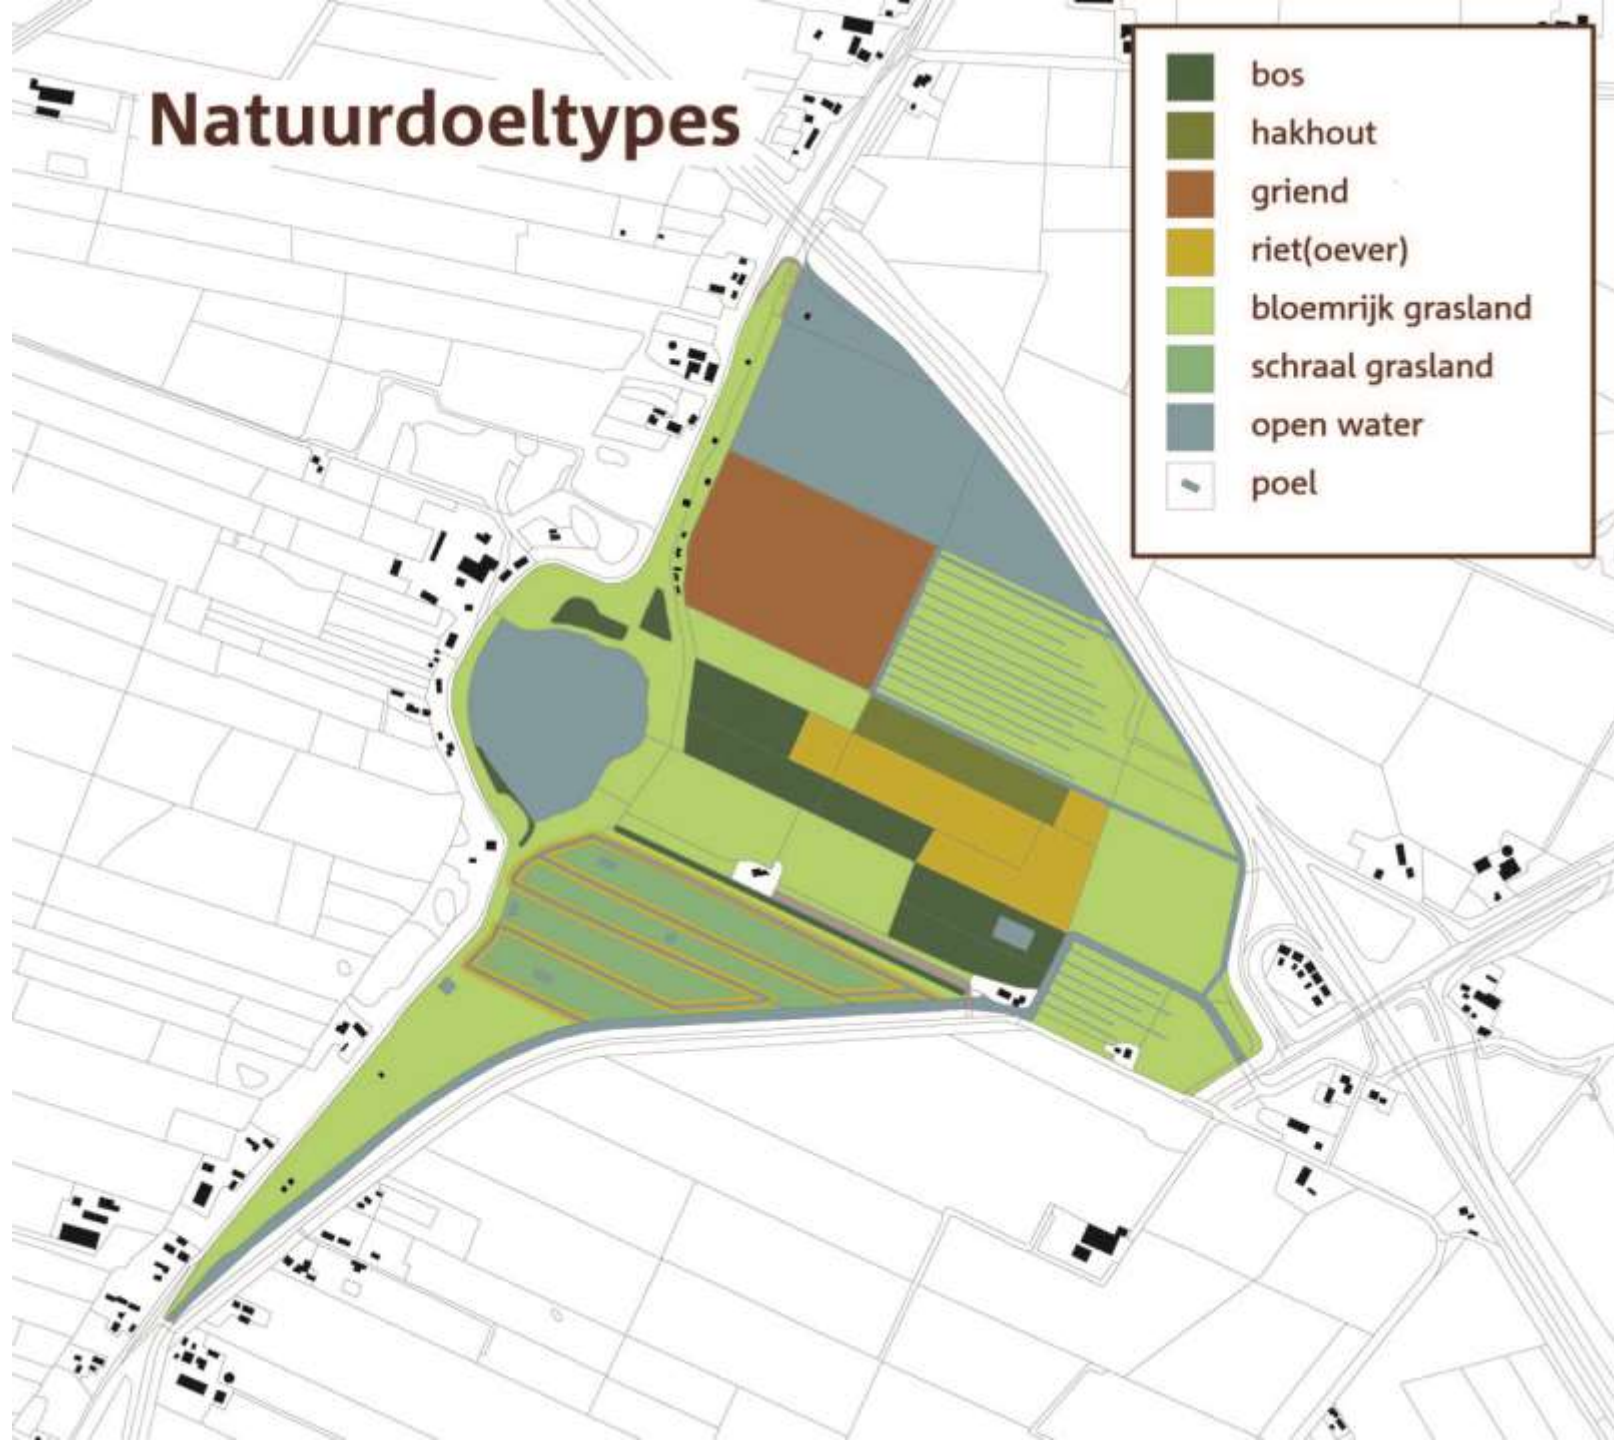 Natuurdoeltypes
bos
hakhout
griend
riet(oever)
bloemrijk grasland
schraal grasland
open water
poel